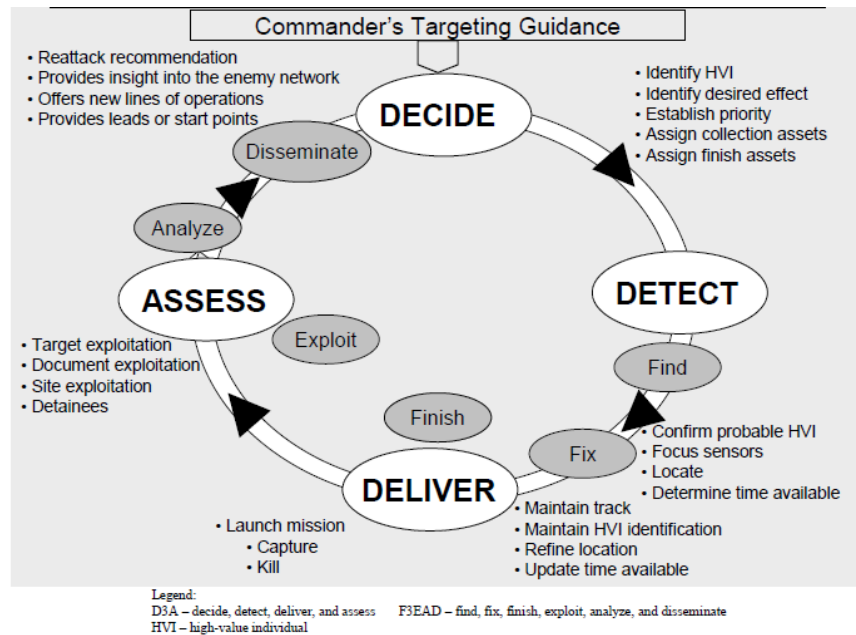 Commander's Targeting Guidance
• Reattack recommendation
• Provides insight into the enemy network
• Offers new lines of operations
• Provides leads or start points
DECIDE
• Identify HVI
• Identify desired effect
• Establish priority
• Assign collection assets
• Assign finish assets
Disseminate
Analyze
ASSESS
DETECT
Exploit
Find
• Target exploitation
• Document exploitation
• Site exploitation
• Detainees
Finish
Fix
• Confirm probable HVI
• Focus sensors
• Locate
• Determine time available
DELIVER
• Launch mission
• Capture
• Kill
• Maintain track
• Maintain HVI identification
• Refine location
• Update time available
Legend:
D3A – decide, detect, deliver, and assess F3EAD – find, fix, finish, exploit, analyze, and disseminate
HVI – high-value individual